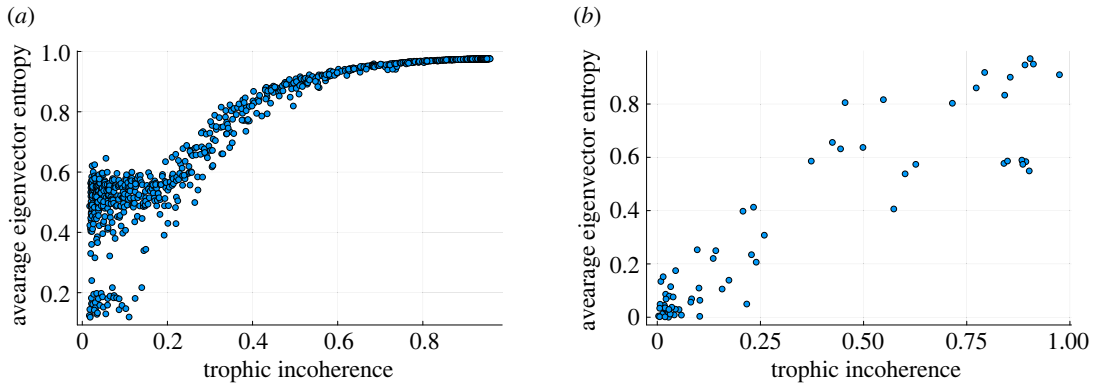 (a)
avearage eigenvector entropy
1.0
0.8
0.6
0.4
0.2
0 0.2 0.4 0.6 0.8
trophic incoherence
(b)
avearage eigenvector entropy
0.8
0.6
0.4
0.2
0
0 0.25 0.50 0.75 1.00
trophic incoherence